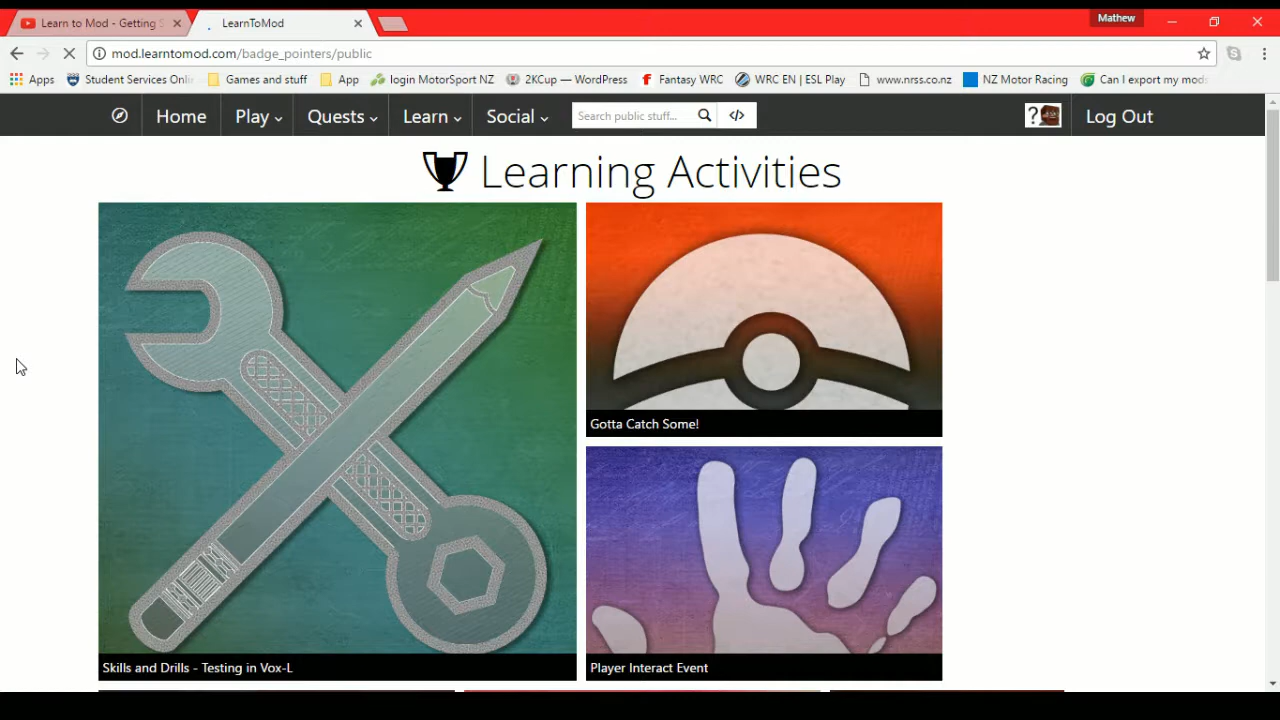 Learn to Mod - Getting S
LearnToMod
Mathew
mod.learntomod.com/badge_pointers/public
Apps Student Services Onli Games and stuff App login Motorsport NZ 2KCup — WordPress Fantasy WRC WRC EN | ESL Play www.nrss.co.nz NZ Motor Racing Can I export my mods
Home Play Quests Learn Social Search public stuff... </> ? Log Out
Learning Activities
Gotta Catch Some!
Skills and Drills - Testing in Vox-L
Player Interact Event